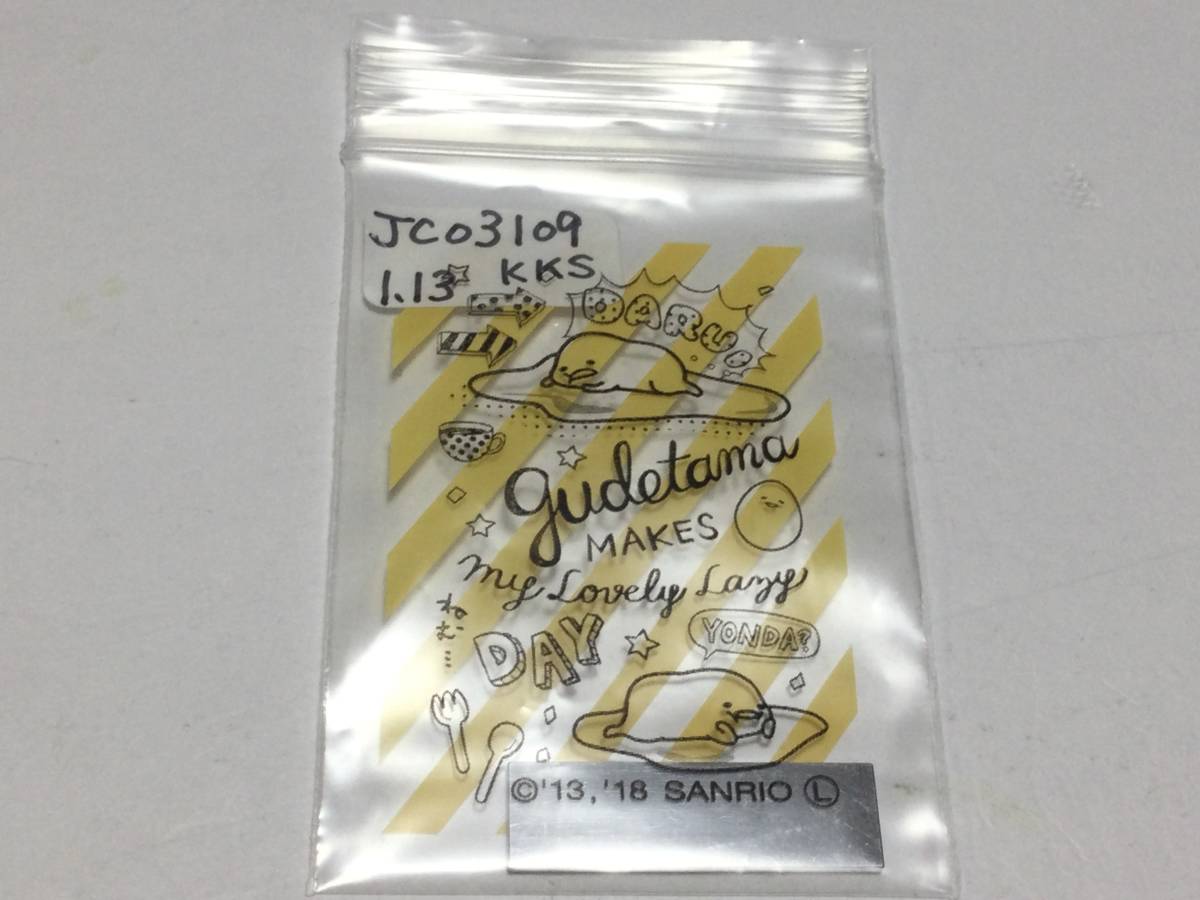 JC03109
1.13 KKS
DARUI
gudetama
MAKES
my Lovely Lazy
ねむ…
DAY
YONDA?
©'13,'18 SANRIO Ⓛ